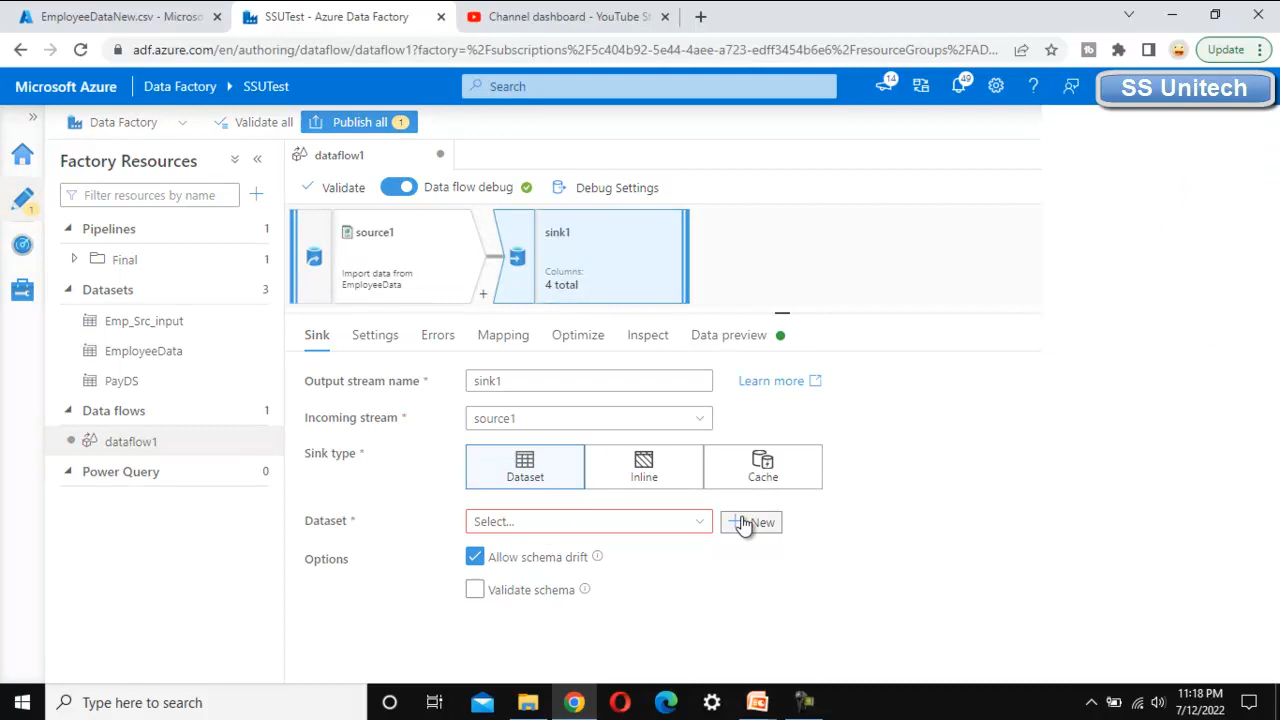 EmployeeDataNew.csv - Microso
SSUTest - Azure Data Factory
Channel dashboard - YouTube St
adf.azure.com/en/authoring/dataflow/dataflow1?factory=%2Fsubscriptions%2F5c404b92-5e44-4aee-a723-edff3454b6e6%2FresourceGroups%2FAD...
Update
Microsoft Azure
Data Factory
SSUTest
Search
14
49
SS Unitech
Data Factory
Validate all
Publish all
1
Factory Resources
dataflow1
Validate
Data flow debug
Debug Settings
Filter resources by name
1
Pipelines
1
Final
1
Datasets
3
Emp_Src_input
EmployeeData
PayDS
Data flows
1
dataflow1
Power Query
0
source1
Import data from
EmployeeData
+
sink1
Columns:
4 total
Sink
Settings
Errors
Mapping
Optimize
Inspect
Data preview
Output stream name *
sink1
Learn more
Incoming stream *
source1
Sink type *
Dataset
Inline
Cache
Dataset *
Select...
New
Options
Allow schema drift
Validate schema
Type here to search
11:18 PM
7/12/2022